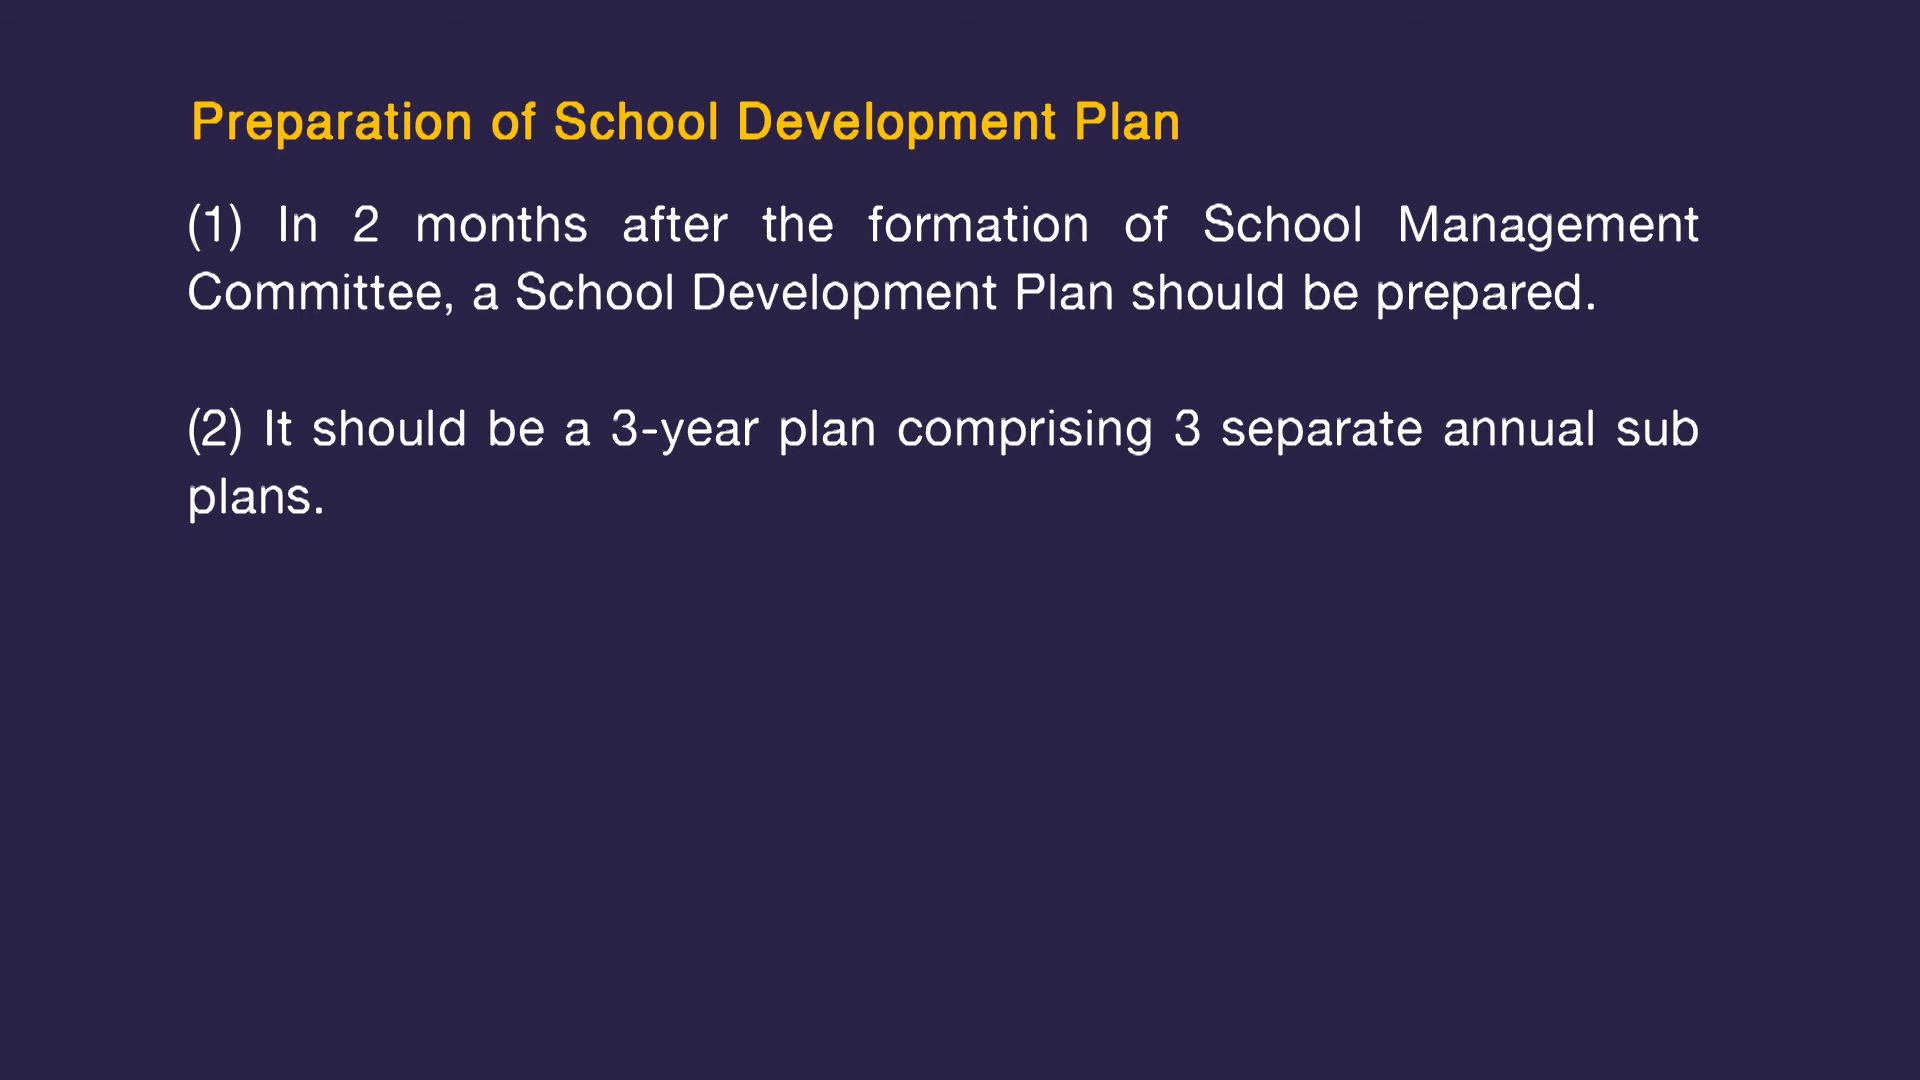 Preparation of School Development Plan
(1) In 2 months after the formation of School Management
Committee, a School Development Plan should be prepared.
(2) It should be a 3-year plan comprising 3 separate annual sub
plans.